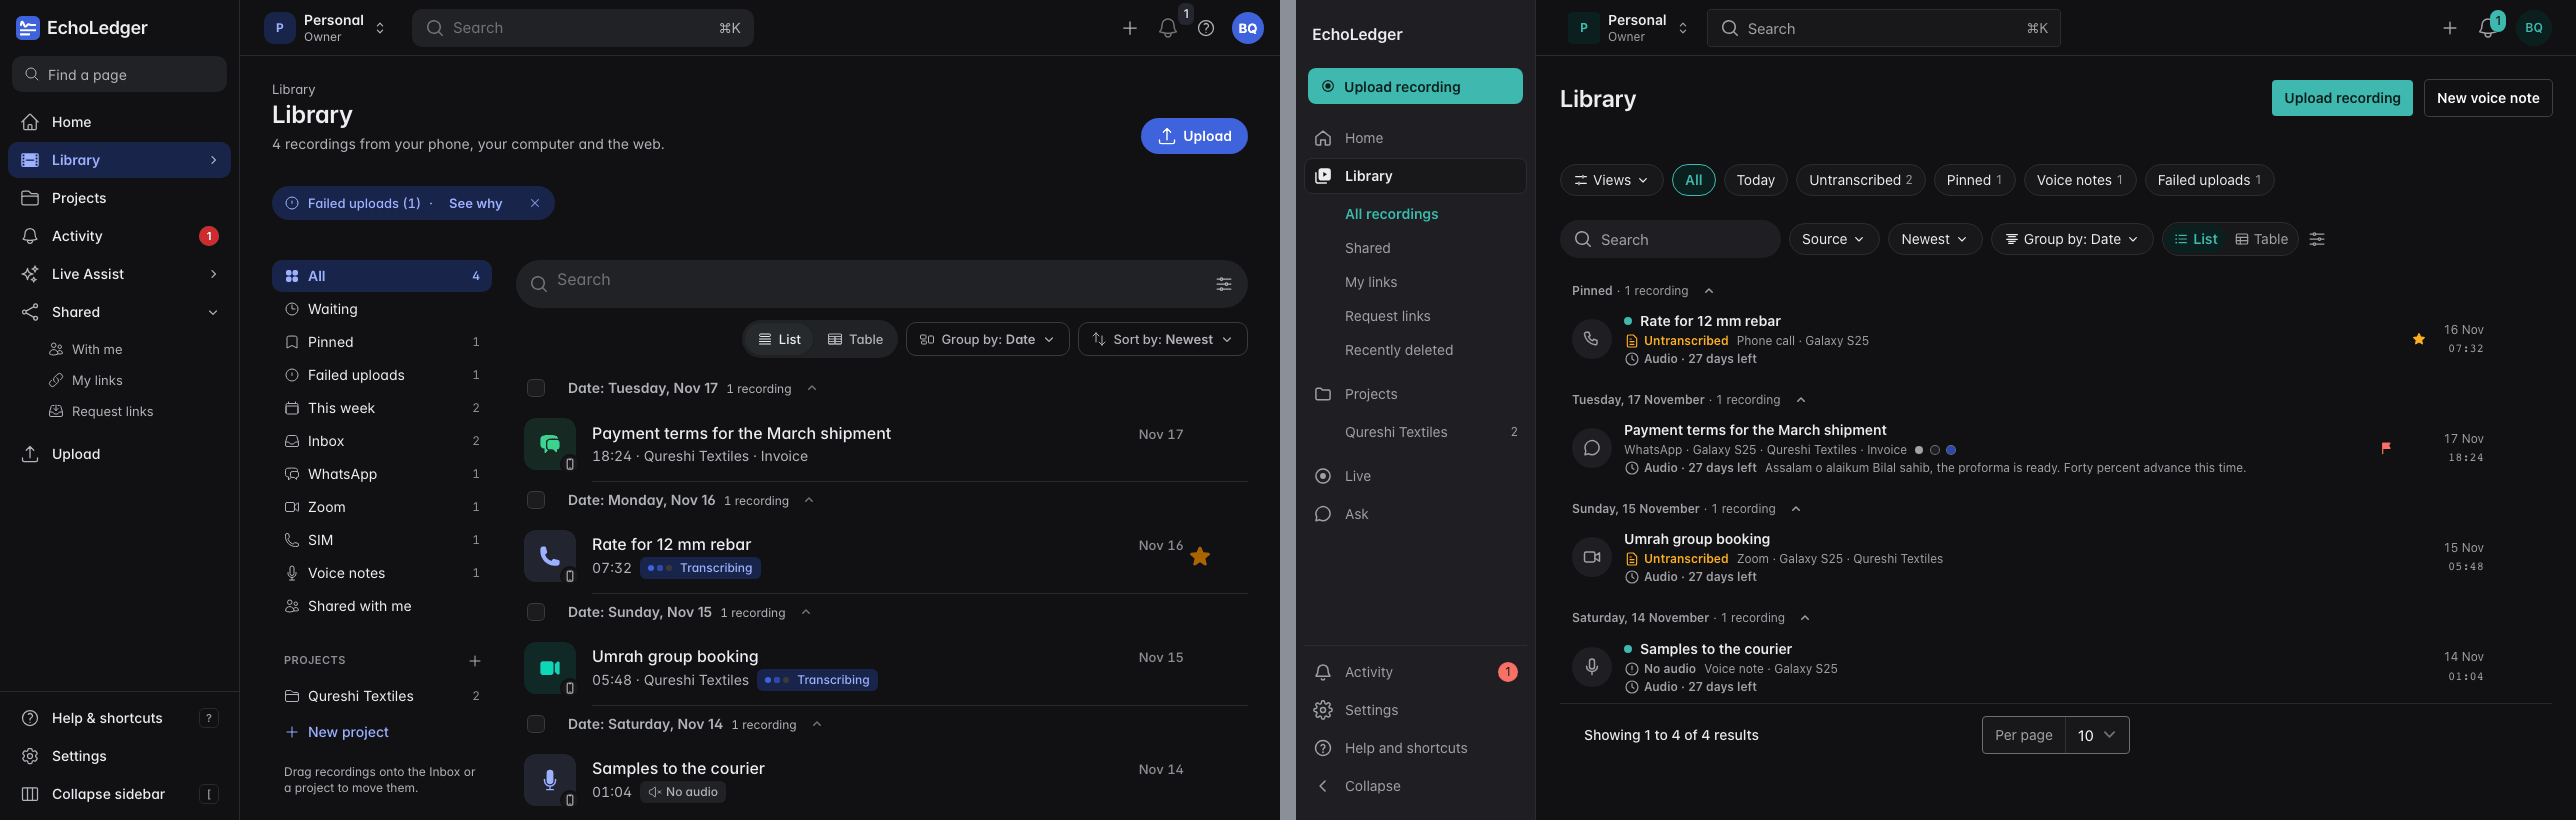 EchoLedger
Find a page
Home
Library
Projects
Activity 1
Live Assist
Shared
With me
My links
Request links
Upload
Help & shortcuts ?
Settings
Collapse sidebar [
P Personal
Owner
Search ⌘K
1
BQ
Library
Library
4 recordings from your phone, your computer and the web.
Upload
Failed uploads (1) · See why
All 4
Waiting
Pinned 1
Failed uploads 1
This week 2
Inbox 2
WhatsApp 1
Zoom 1
SIM 1
Voice notes 1
Shared with me
PROJECTS
Qureshi Textiles 2
New project
Drag recordings onto the Inbox or
a project to move them.
Search
List Table Group by: Date Sort by: Newest
Date: Tuesday, Nov 17 1 recording
Payment terms for the March shipment Nov 17
18:24 · Qureshi Textiles · Invoice
Date: Monday, Nov 16 1 recording
Rate for 12 mm rebar Nov 16
07:32 Transcribing
Date: Sunday, Nov 15 1 recording
Umrah group booking Nov 15
05:48 · Qureshi Textiles Transcribing
Date: Saturday, Nov 14 1 recording
Samples to the courier Nov 14
01:04 No audio
EchoLedger
Upload recording
Home
Library
All recordings
Shared
My links
Request links
Recently deleted
Projects
Qureshi Textiles 2
Live
Ask
Activity 1
Settings
Help and shortcuts
Collapse
P Personal
Owner
Search ⌘K
1
BQ
Library
Upload recording New voice note
Views All Today Untranscribed 2 Pinned 1 Voice notes 1 Failed uploads 1
Search Source Newest Group by: Date List Table
Pinned · 1 recording
Rate for 12 mm rebar 16 Nov
Untranscribed Phone call · Galaxy S25 07:32
Audio · 27 days left
Tuesday, 17 November · 1 recording
Payment terms for the March shipment 17 Nov
WhatsApp · Galaxy S25 · Qureshi Textiles · Invoice 18:24
Audio · 27 days left Assalam o alaikum Bilal sahib, the proforma is ready. Forty percent advance this time.
Sunday, 15 November · 1 recording
Umrah group booking 15 Nov
Untranscribed Zoom · Galaxy S25 · Qureshi Textiles 05:48
Audio · 27 days left
Saturday, 14 November · 1 recording
Samples to the courier 14 Nov
No audio Voice note · Galaxy S25 01:04
Audio · 27 days left
Showing 1 to 4 of 4 results Per page 10